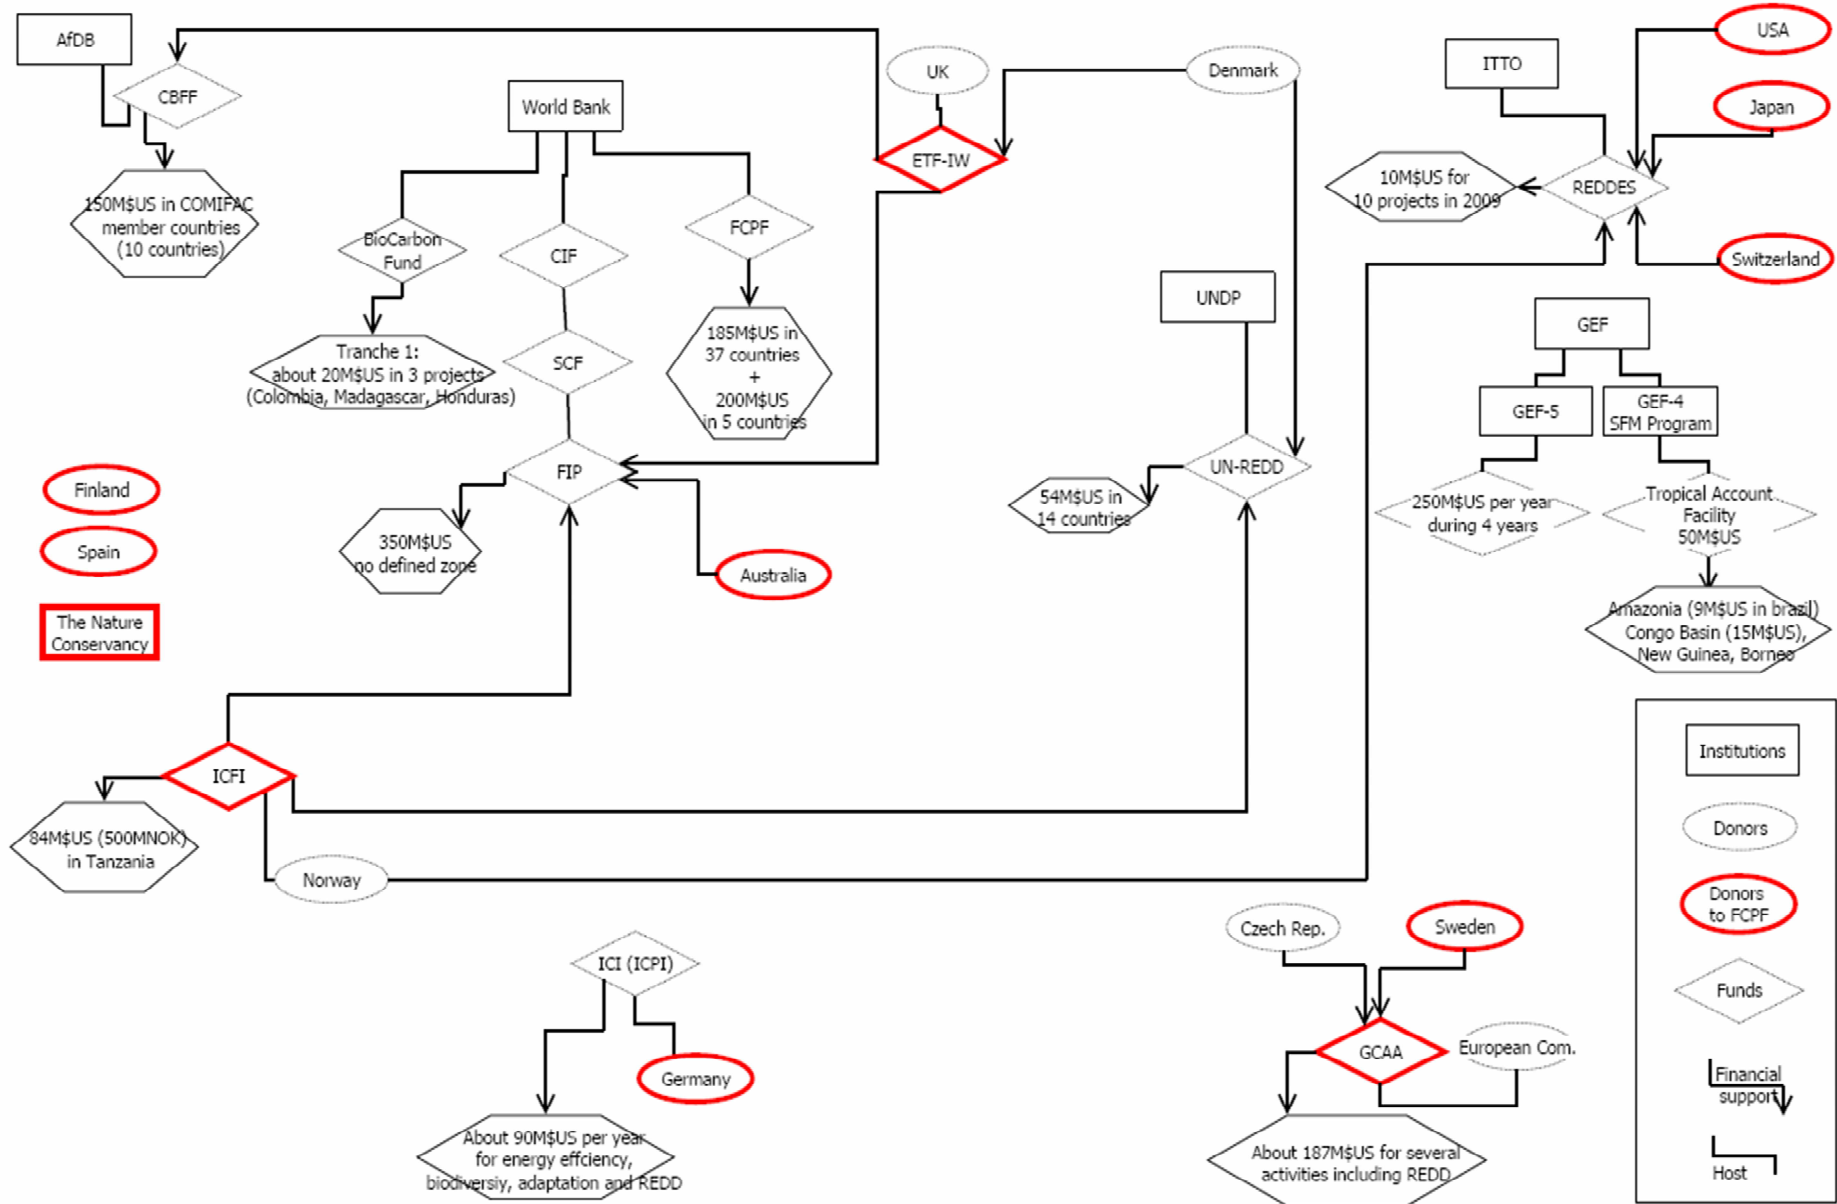 AfDB
CBFF
150M$US in COMIFAC
member countries
(10 countries)
World Bank
BioCarbon
Fund
Tranche 1:
about 20M$US in 3 projects
(Colombia, Madagascar, Honduras)
CIF
SCF
FIP
350M$US
no defined zone
FCPF
185M$US in
37 countries
+
200M$US
in 5 countries
UK
ETF-IW
Denmark
UNDP
UN-REDD
54M$US in
14 countries
Australia
ITTO
USA
Japan
REDDES
10M$US for
10 projects in 2009
Switzerland
GEF
GEF-5
GEF-4
SFM Program
250M$US per year
during 4 years
Tropical Account
Facility
50M$US
Amazonia (9M$US in brazil)
Congo Basin (15M$US),
New Guinea, Borneo
Finland
Spain
The Nature
Conservancy
ICFI
84M$US (500MNOK)
in Tanzania
Norway
ICI (ICPI)
Germany
About 90M$US per year
for energy effciency,
biodiversiy, adaptation and REDD
Czech Rep.
Sweden
GCAA
European Com.
About 187M$US for several
activities including REDD
Institutions
Donors
Donors
to FCPF
Funds
Financial
support
Host